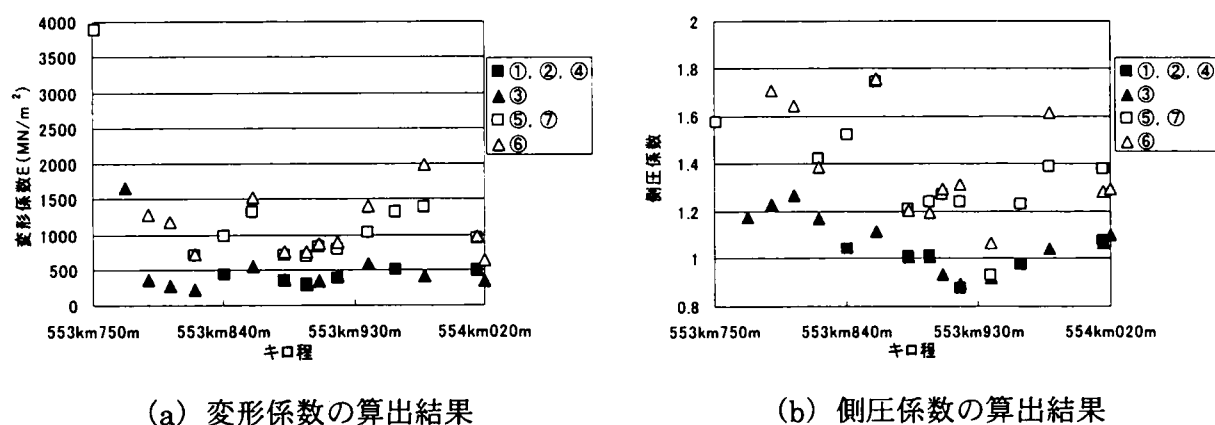 4000
3500
3000
2500
2000
1500
1000
500
0
変形係数E(MN/m²)
553km750m 553km840m 553km930m 554km020m
キロ程
■①, ②, ④
▲③
□⑤, ⑦
△⑥
(a) 変形係数の算出結果
2
1.8
1.6
1.4
1.2
1
0.8
側圧係数
553km750m 553km840m 553km930m 554km020m
キロ程
■①, ②, ④
▲③
□⑤, ⑦
△⑥
(b) 側圧係数の算出結果